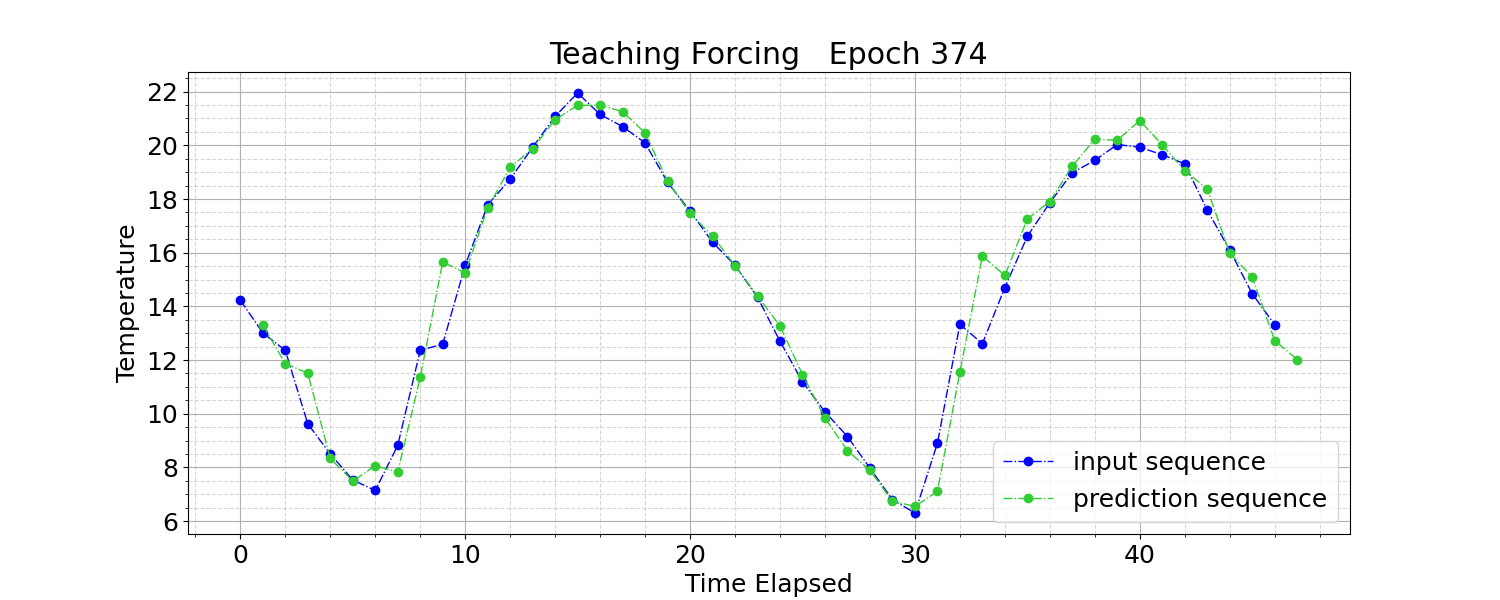 Teaching Forcing   Epoch 374
22
20
18
16
14
12
10
8
6
Temperature
0 10 20 30 40
Time Elapsed
input sequence
prediction sequence